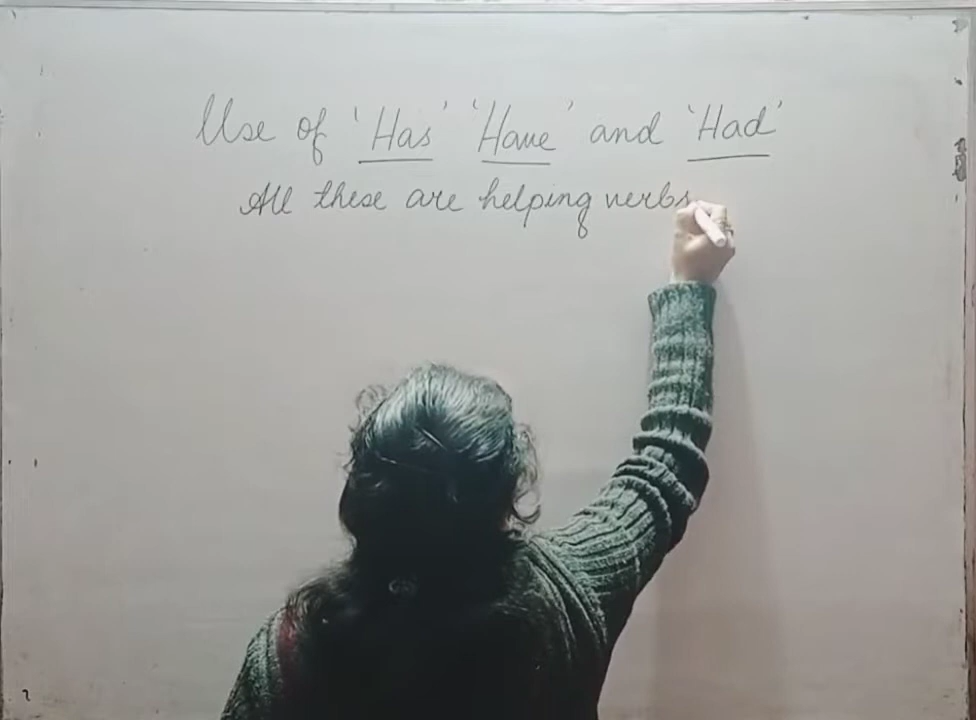 Use of 'Has' 'Have' and 'Had'
All these are helping verbs